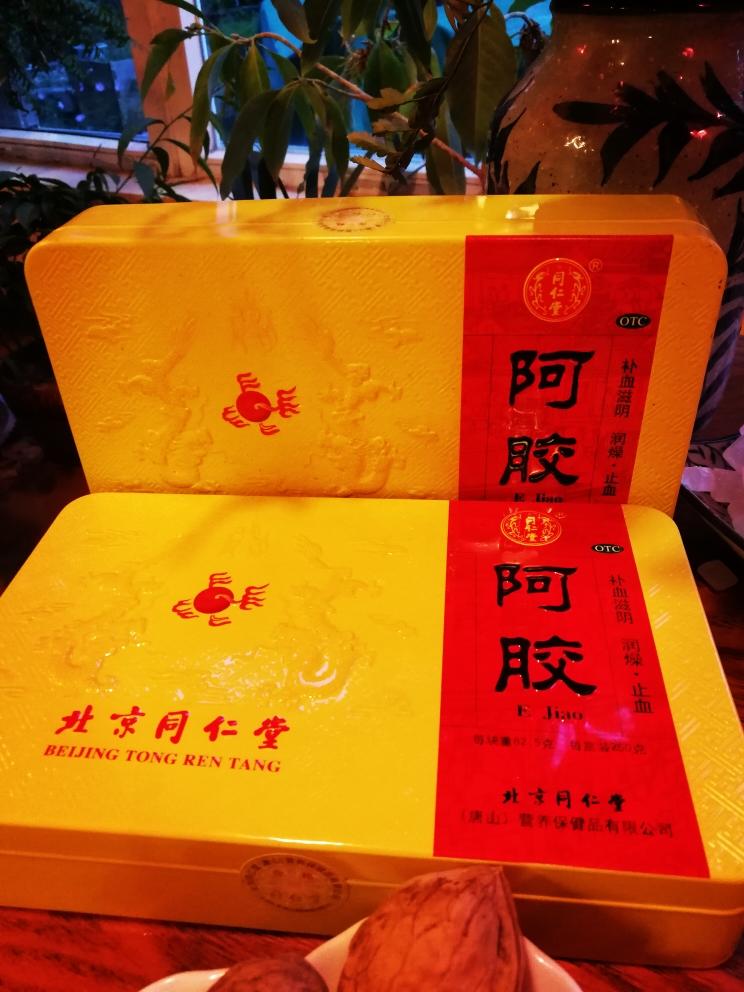 同仁堂
®
OTC
阿胶
补血滋阴 润燥·止血
E Jiao
同仁堂
OTC
阿胶
补血滋阴 润燥·止血
E Jiao
北京同仁堂
BEIJING TONG REN TANG
北京同仁堂
（唐山）营养保健品有限公司